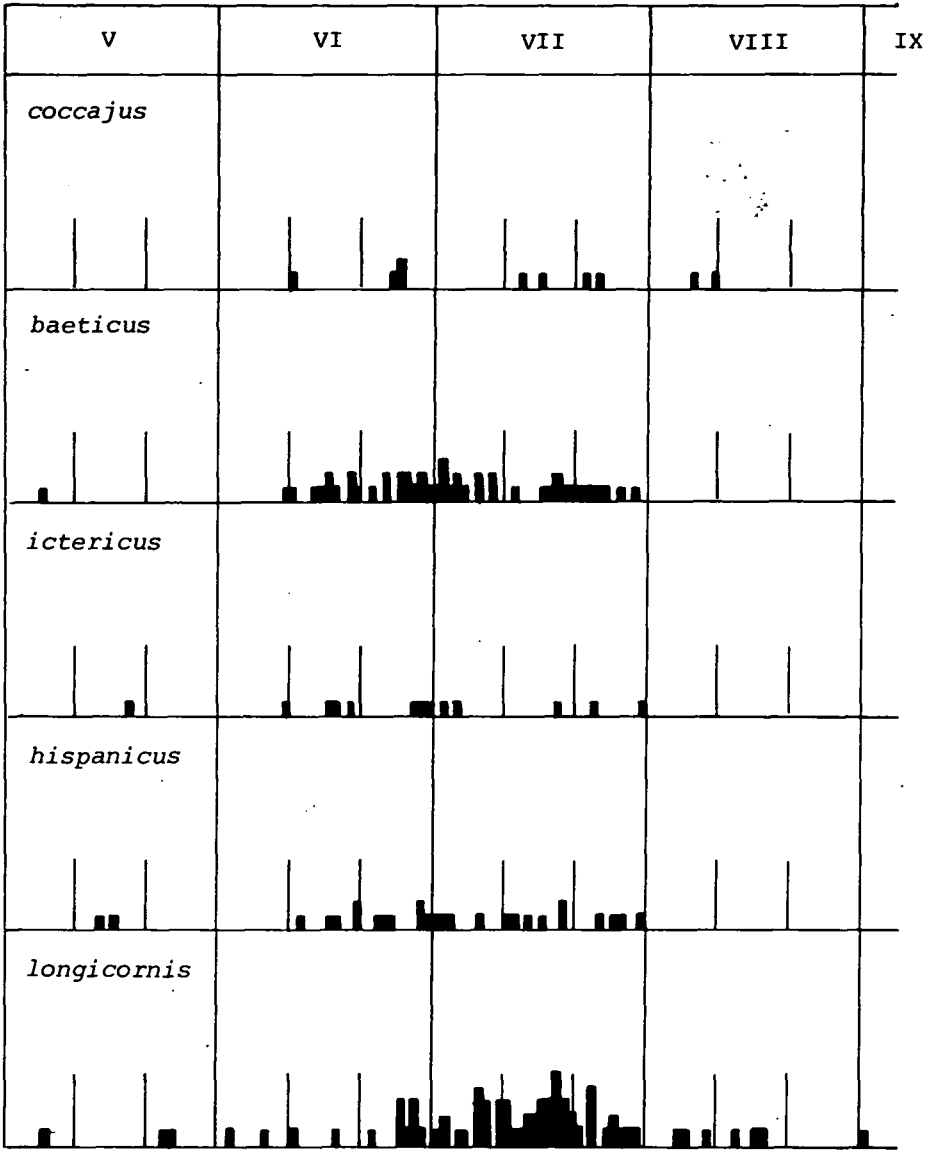 V VI VII VIII IX
coccajus
baeticus
ictericus
hispanicus
longicornis